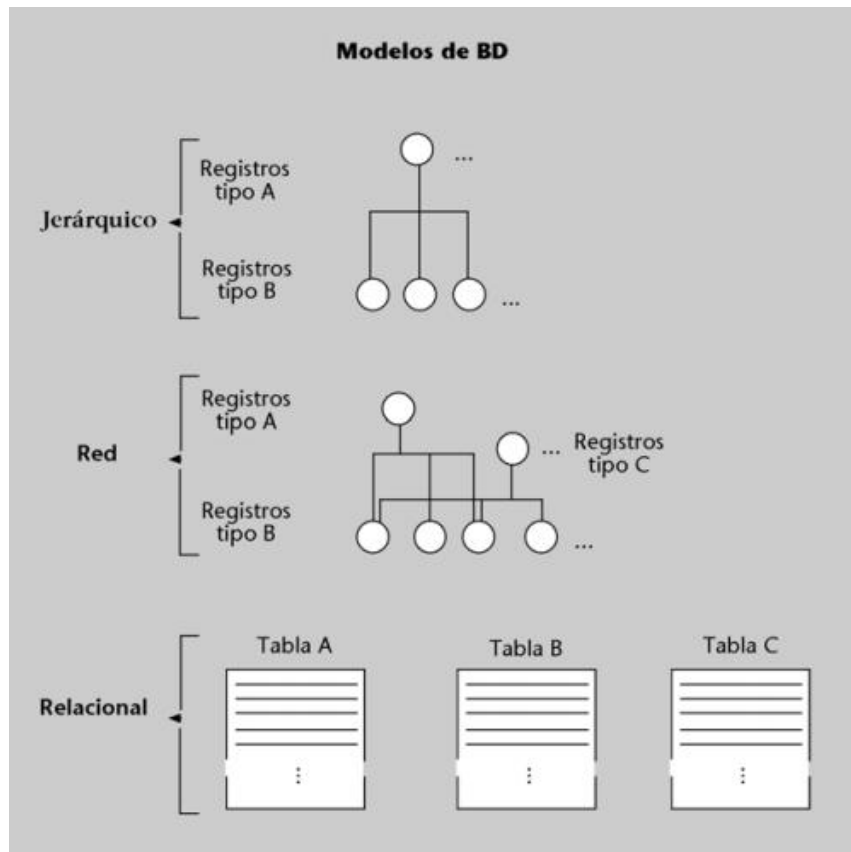 Modelos de BD
Jerárquico
Registros
tipo A
...
Registros
tipo B
...
Red
Registros
tipo A
... Registros
tipo C
Registros
tipo B
...
Relacional
Tabla A
Tabla B
Tabla C